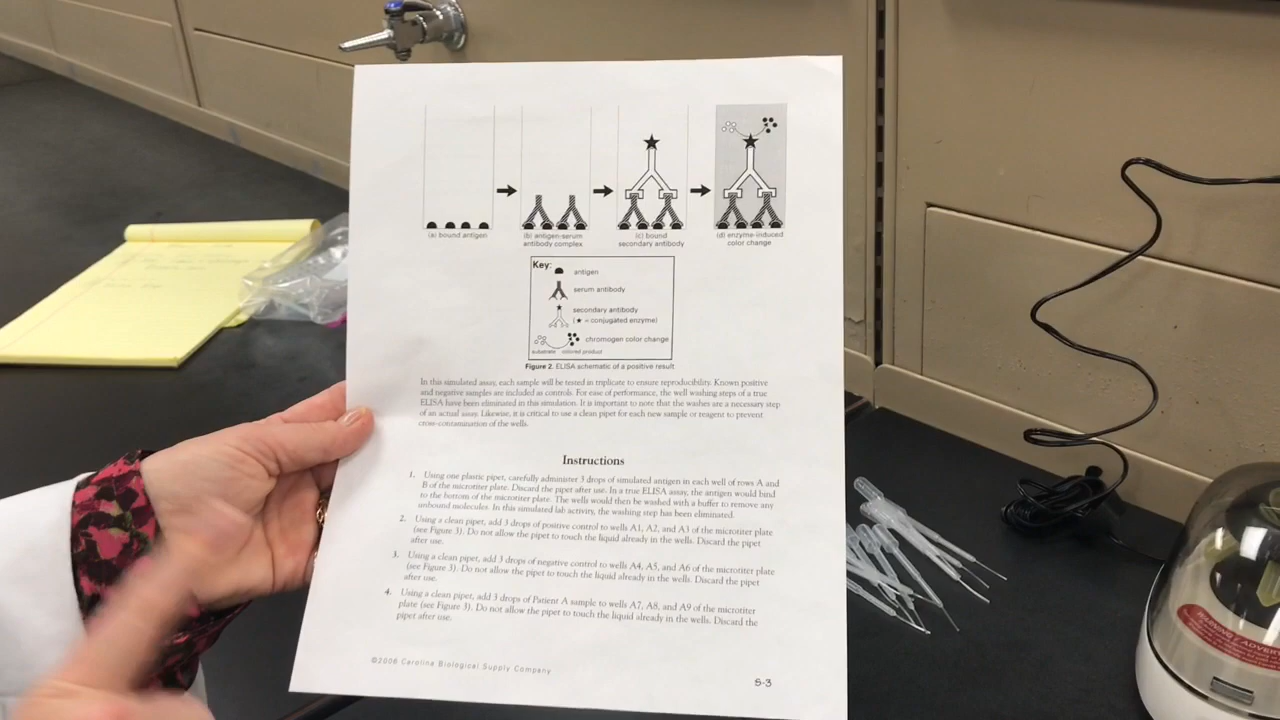 (a) bound antigen
(b) antigen-serum
antibody complex
(c) bound
secondary antibody
(d) enzyme-induced
color change
Key:
antigen
serum antibody
secondary antibody
(★ = conjugated enzyme)
chromogen color change
substrate colored product
Figure 2. ELISA schematic of a positive result
In this simulated assay, each sample will be tested in triplicate to ensure reproducibility. Known positive
and negative samples are included as controls. For ease of performance, the well washing steps of a true
ELISA have been eliminated in this simulation. It is important to note that the washes are a necessary step
of an actual assay. Likewise, it is critical to use a clean pipet for each new sample or reagent to prevent
cross-contamination of the wells.
Instructions
1. Using one plastic pipet, carefully administer 3 drops of simulated antigen in each well of rows A and
B of the microtiter plate. Discard the pipet after use. In a true ELISA assay, the antigen would bind
to the bottom of the microtiter plate. The wells would then be washed with a buffer to remove any
unbound molecules. In this simulated lab activity, the washing step has been eliminated.
2. Using a clean pipet, add 3 drops of positive control to wells A1, A2, and A3 of the microtiter plate
(see Figure 3). Do not allow the pipet to touch the liquid already in the wells. Discard the pipet
after use.
3. Using a clean pipet, add 3 drops of negative control to wells A4, A5, and A6 of the microtiter plate
(see Figure 3). Do not allow the pipet to touch the liquid already in the wells. Discard the pipet
after use.
4. Using a clean pipet, add 3 drops of Patient A sample to wells A7, A8, and A9 of the microtiter
plate (see Figure 3). Do not allow the pipet to touch the liquid already in the wells. Discard the
pipet after use.
©2006 Carolina Biological Supply Company
S-3
WARNING / ADVERT